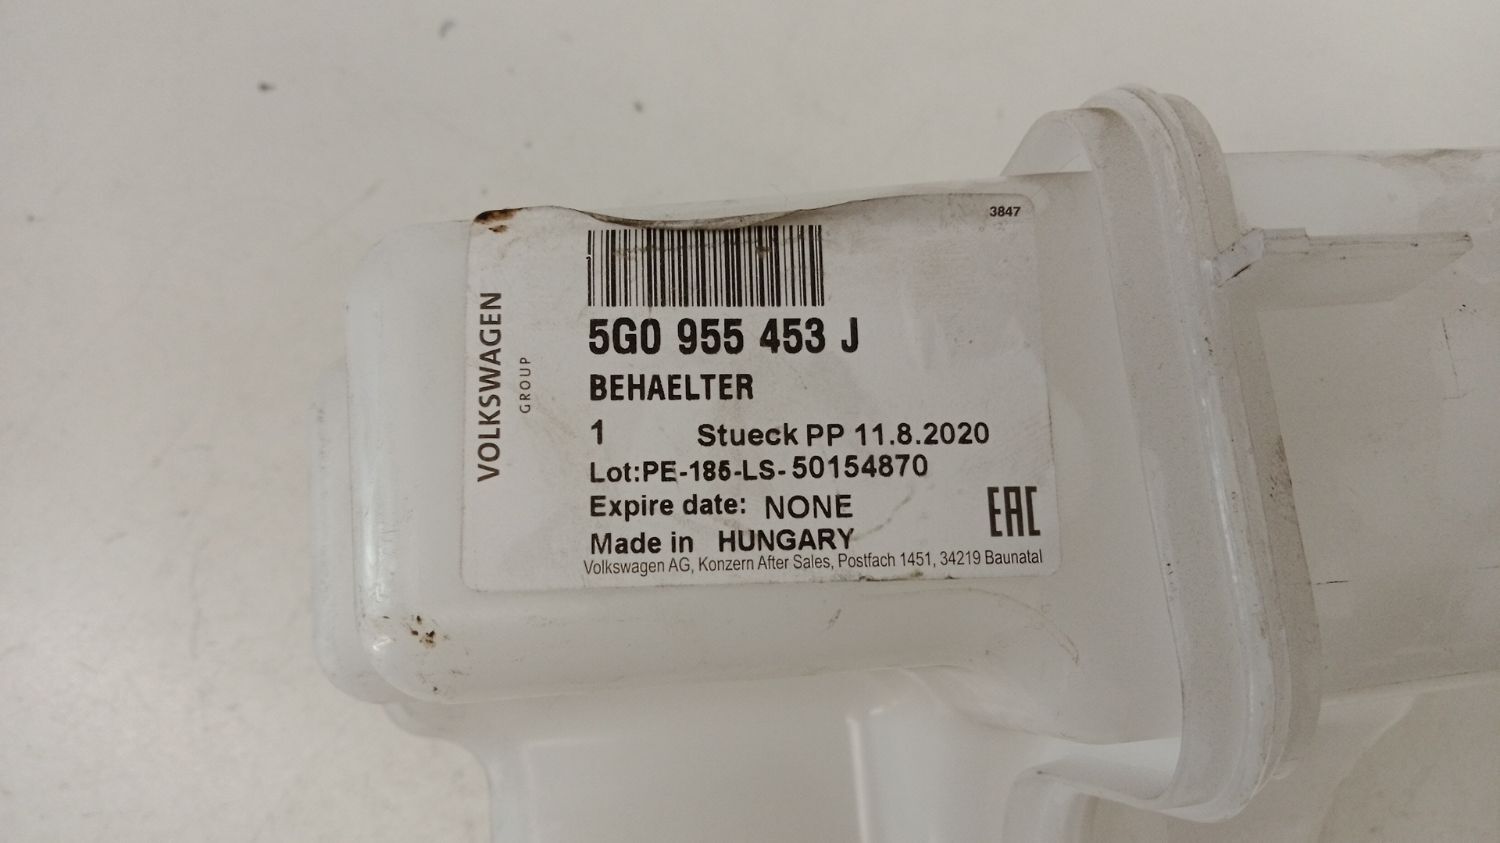 3847
VOLKSWAGEN
GROUP
5G0 955 453 J
BEHAELTER
1 Stueck PP 11.8.2020
Lot:PE-185-LS-50154870
Expire date: NONE
Made in HUNGARY
EAC
Volkswagen AG, Konzern After Sales, Postfach 1451, 34219 Baunatal